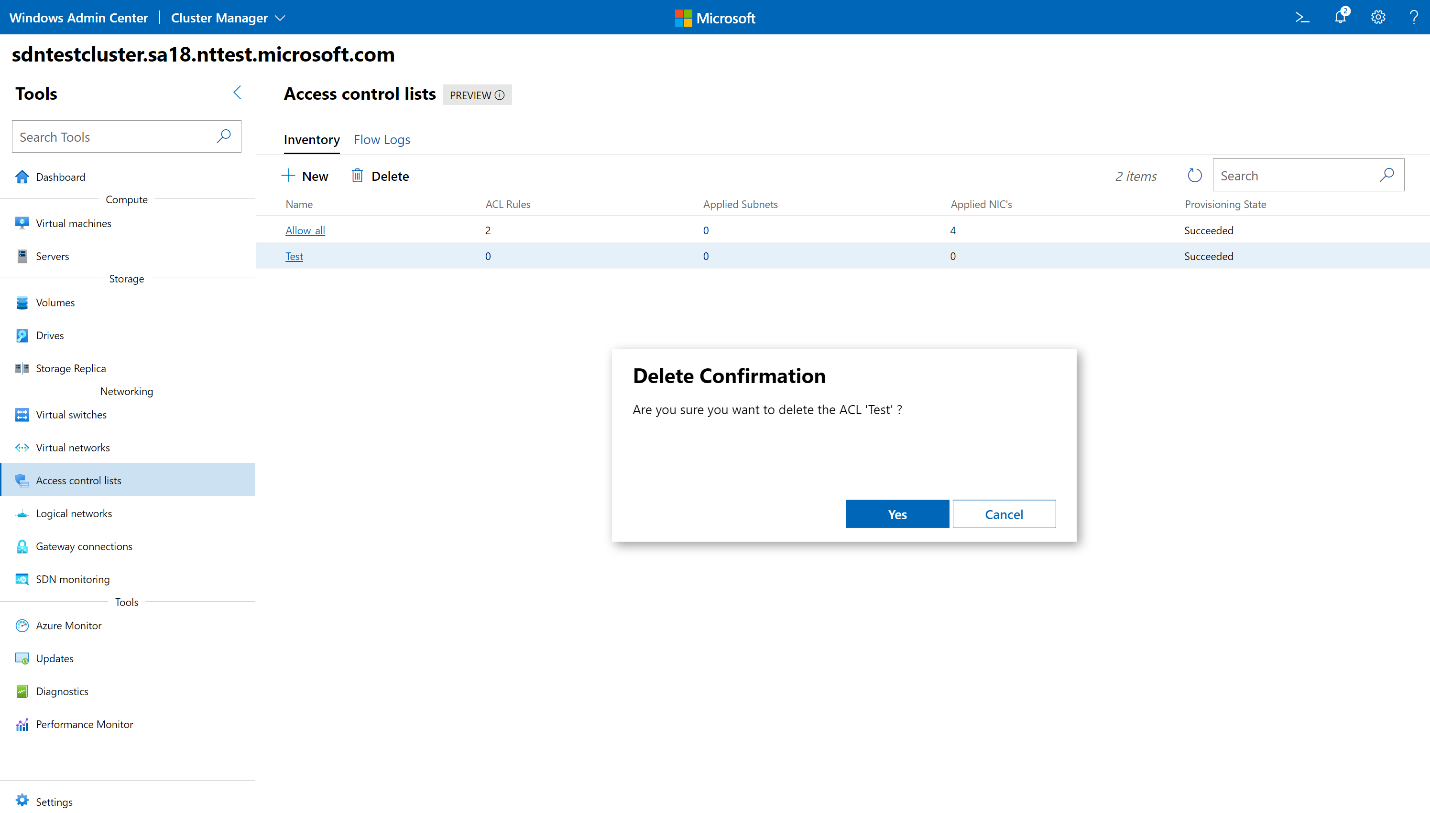 Windows Admin Center Cluster Manager
Microsoft
2
sdntestcluster.sa18.nttest.microsoft.com
Tools
Search Tools
Dashboard
Compute
Virtual machines
Servers
Storage
Volumes
Drives
Storage Replica
Networking
Virtual switches
Virtual networks
Access control lists
Logical networks
Gateway connections
SDN monitoring
Tools
Azure Monitor
Updates
Diagnostics
Performance Monitor
Settings
Access control lists PREVIEW
Inventory Flow Logs
New Delete 2 items Search
Name ACL Rules Applied Subnets Applied NIC's Provisioning State
Allow_all 2 0 4 Succeeded
Test 0 0 0 Succeeded
Delete Confirmation
Are you sure you want to delete the ACL 'Test' ?
Yes Cancel